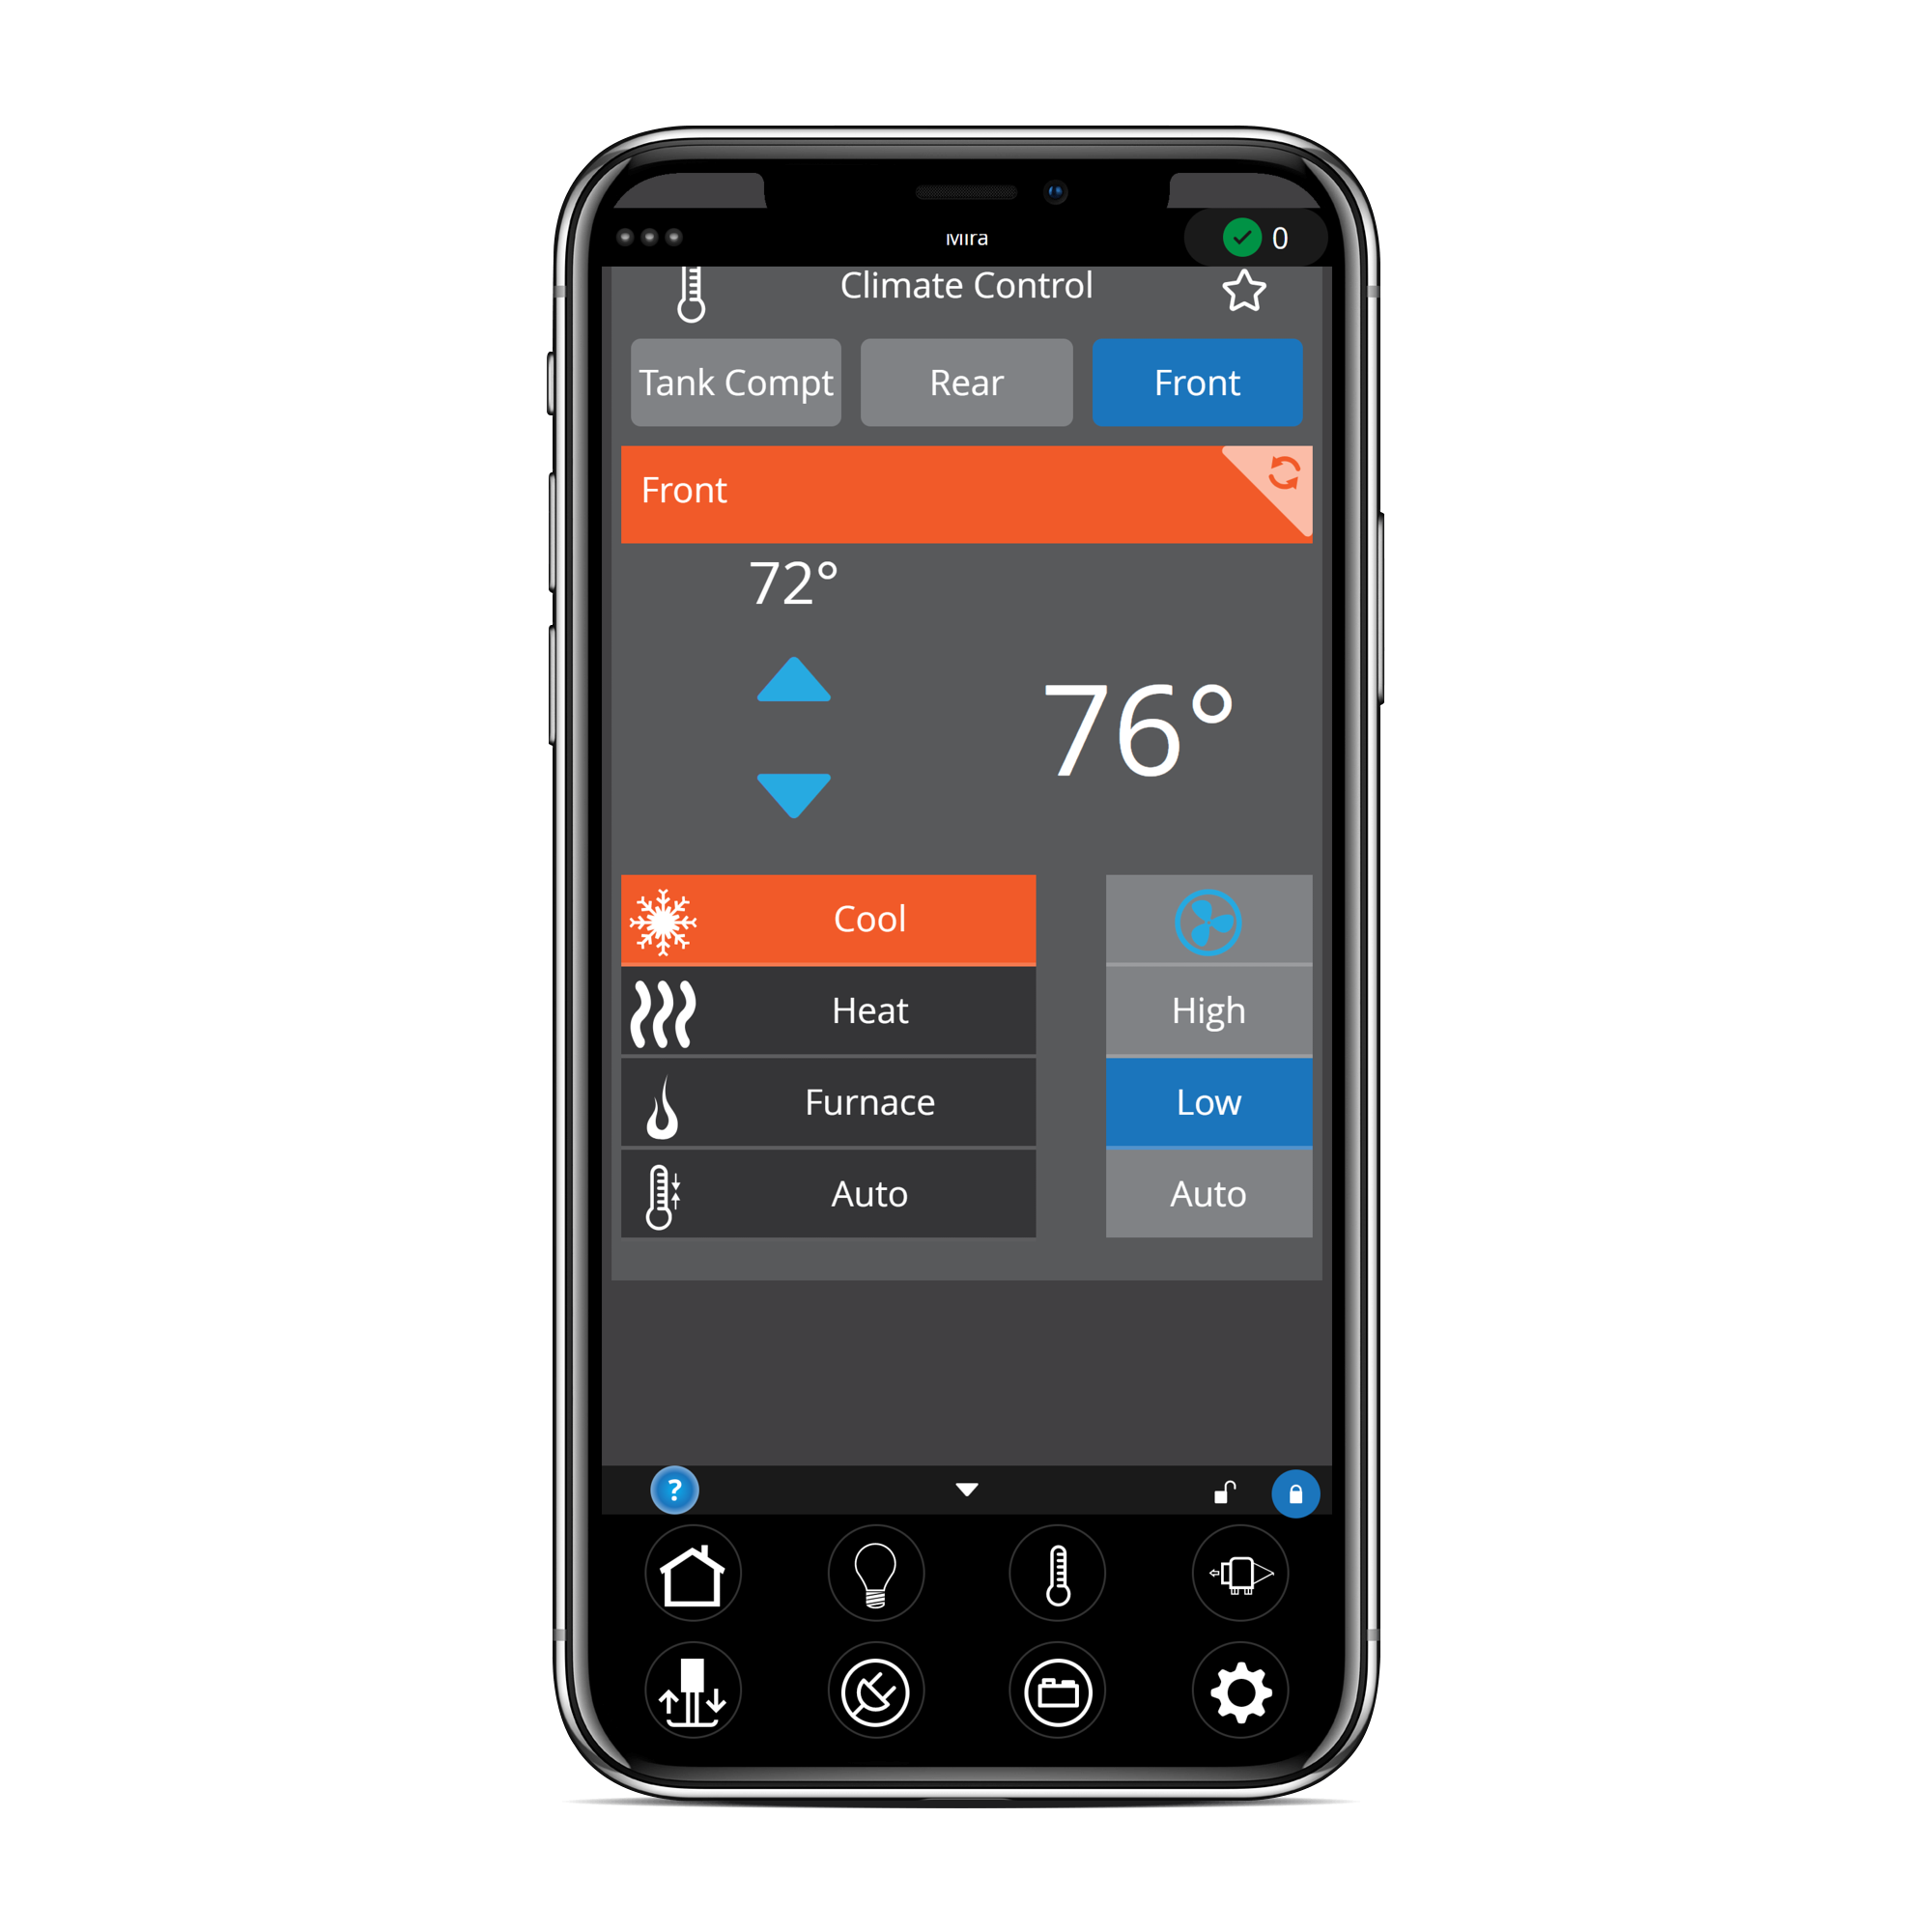 Mira
0
Climate Control
Tank Compt Rear Front
Front
72°
76°
Cool
Heat High
Furnace Low
Auto Auto
?